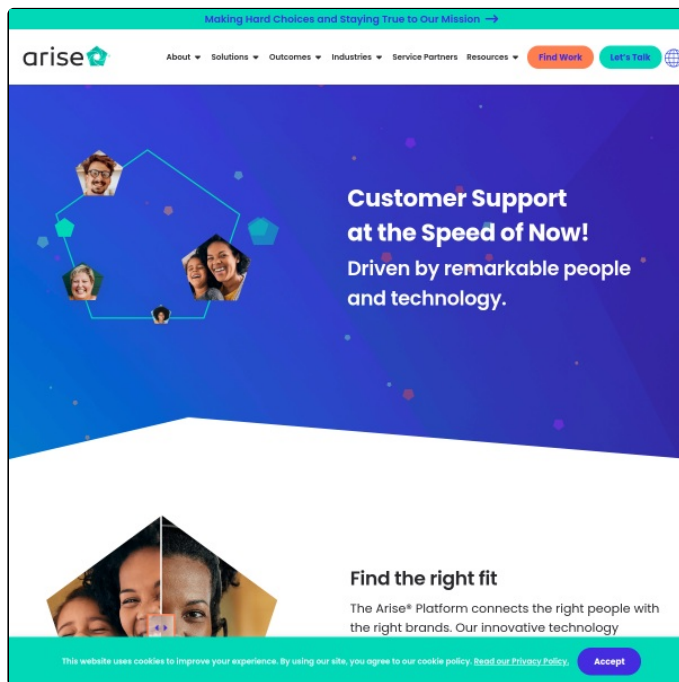 Making Hard Choices and Staying True to Our Mission →
arise
About Solutions Outcomes Industries Service Partners Resources Find Work Let's Talk
Customer Support
at the Speed of Now!
Driven by remarkable people
and technology.
Find the right fit
The Arise® Platform connects the right people with
the right brands. Our innovative technology
This website uses cookies to improve your experience. By using our site, you agree to our cookie policy. Read our Privacy Policy. Accept